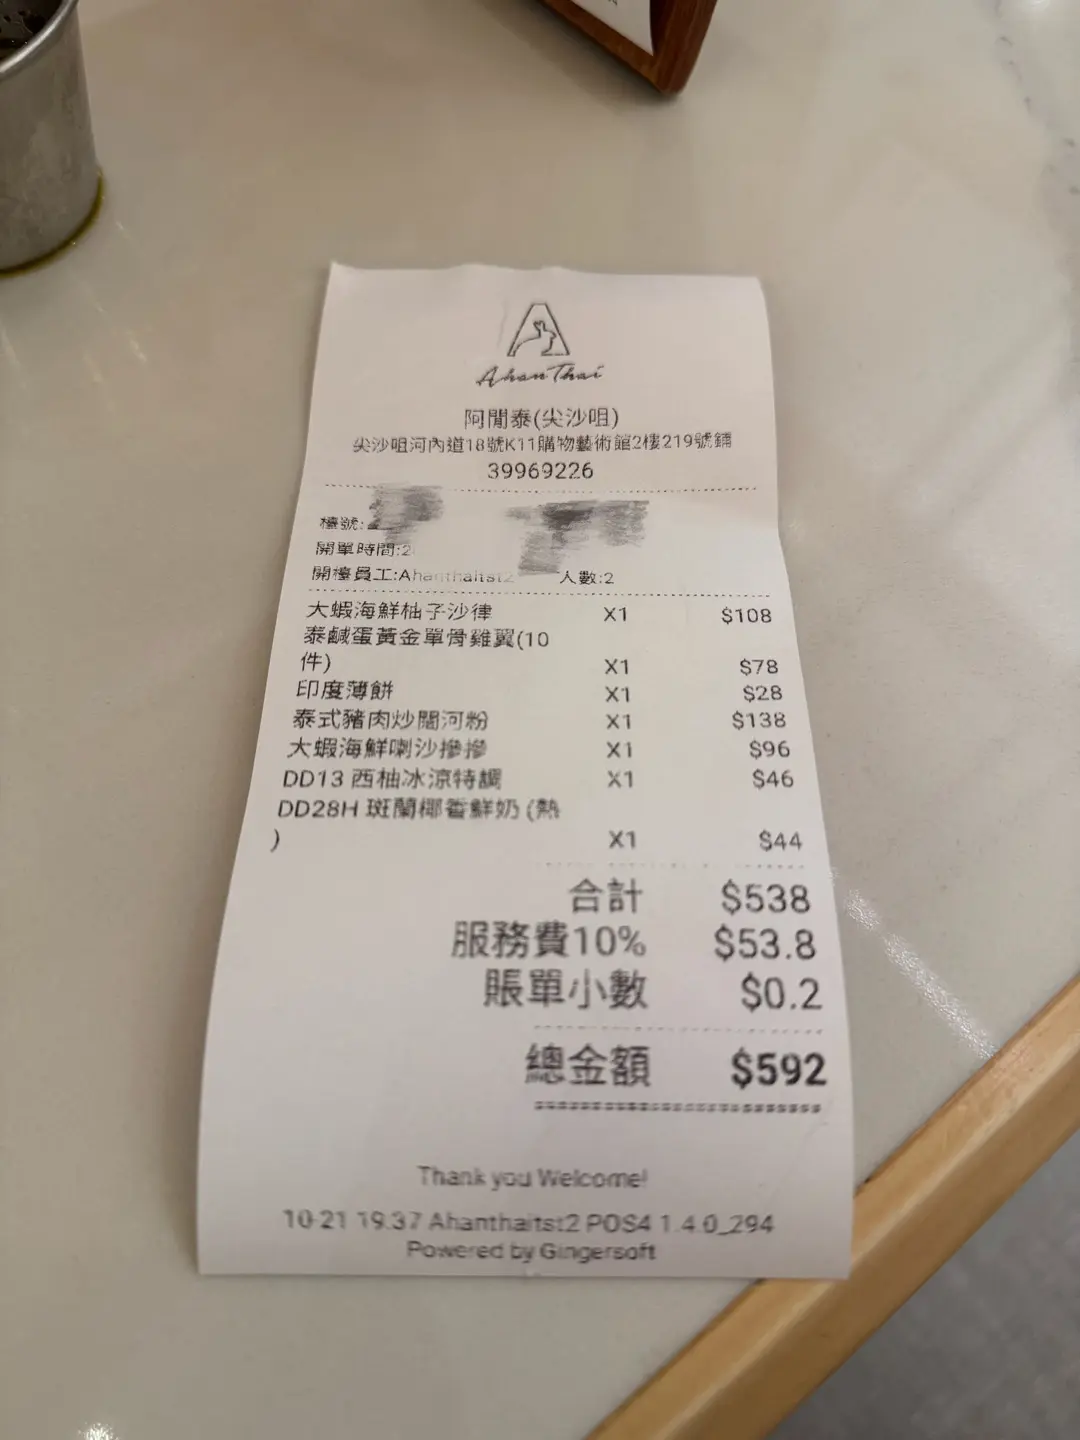 Ahan Thai
阿閒泰(尖沙咀)
尖沙咀河內道18號K11購物藝術館2樓219號鋪
39969226
檯號:
開單時間:2
開檯員工:Ahanthaitst2 人數:2
大蝦海鮮柚子沙律 X1 $108
泰鹹蛋黃金單骨雞翼(10
件) X1 $78
印度薄餅 X1 $28
泰式豬肉炒闊河粉 X1 $138
大蝦海鮮喇沙摻摻 X1 $96
DD13 西柚冰涼特調 X1 $46
DD28H 斑蘭椰香鮮奶 (熱
) X1 $44
合計 $538
服務費10% $53.8
賬單小數 $0.2
總金額 $592
Thank you Welcome!
10-21 19:37 Ahanthaitst2 POS4 1.4.0_294
Powered by Gingersoft